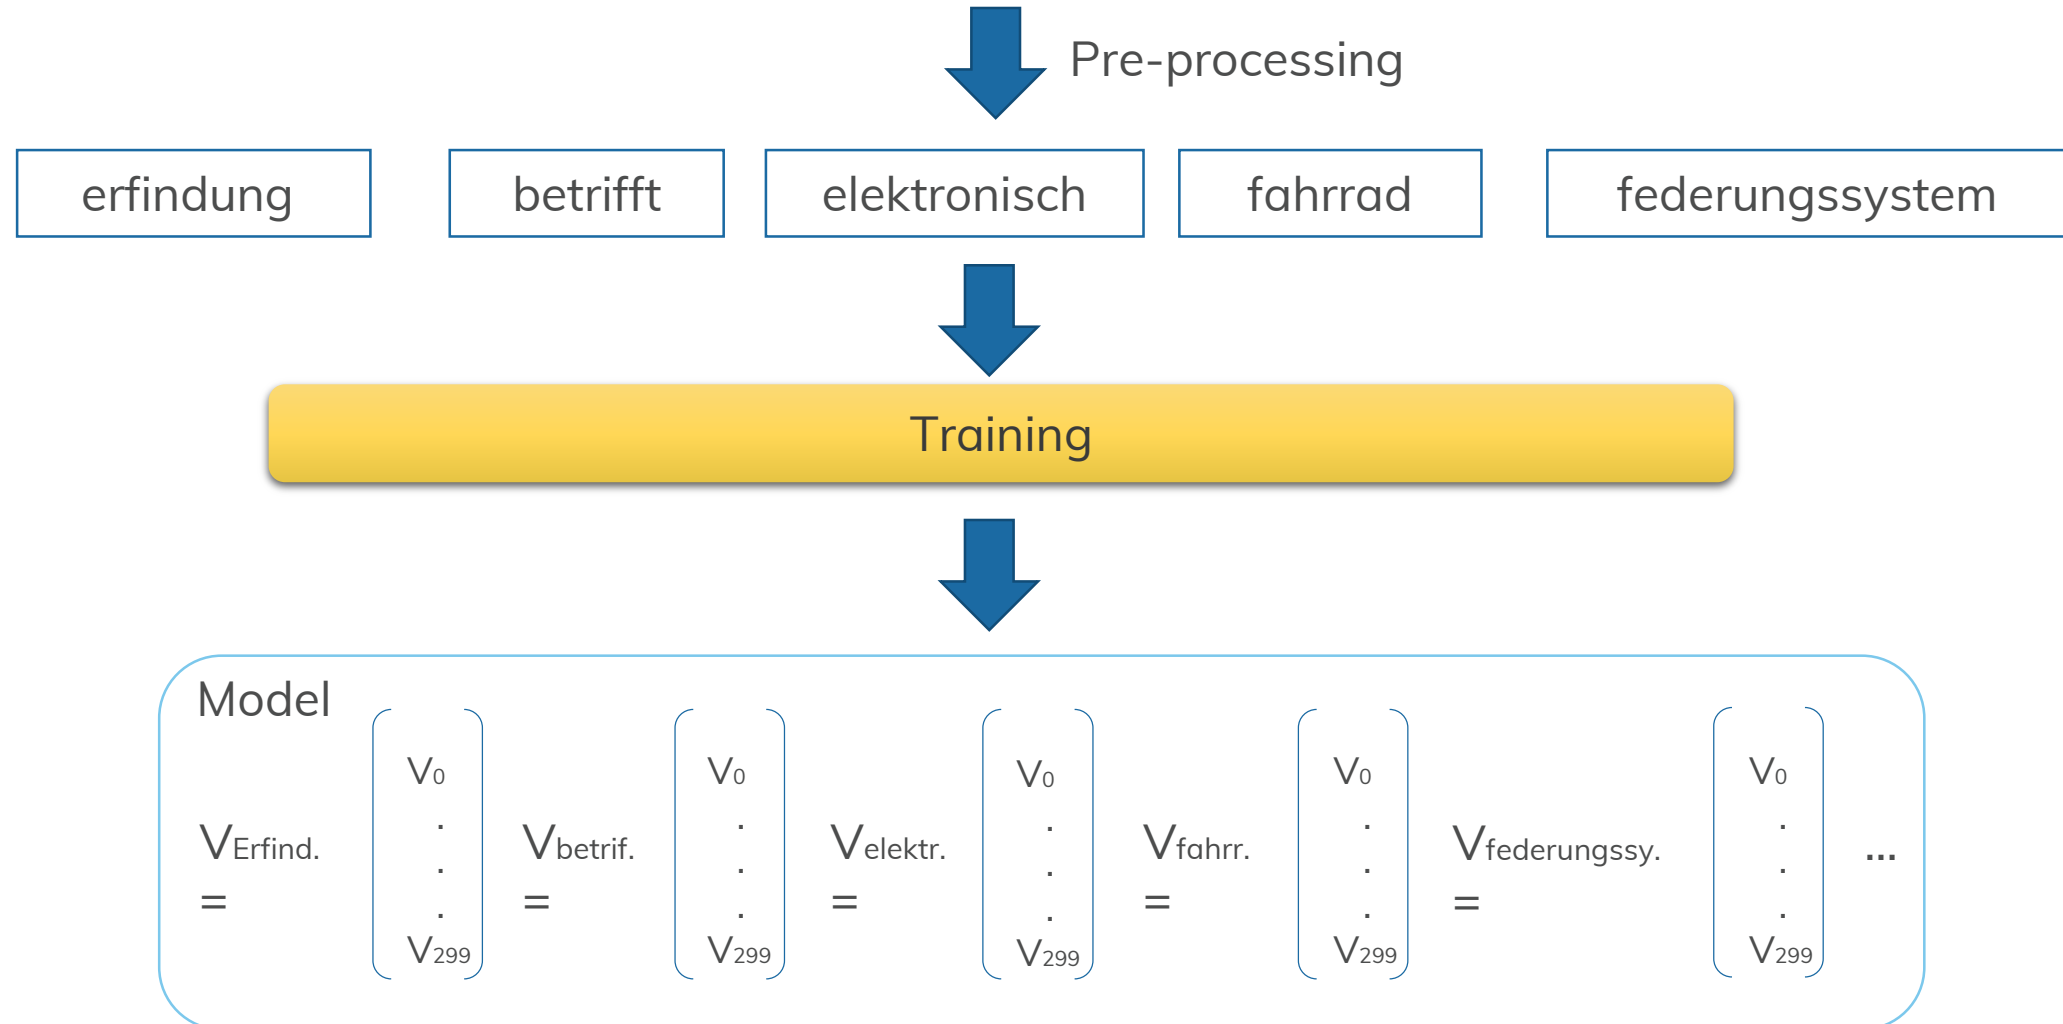 Pre-processing
erfindung betrifft elektronisch fahrrad federungssystem
Training
Model
V0 V0 V0 V0 V0
. . . . .
VErfind. Vbetrif. Velektr. Vfahrr. Vfederungssy. ...
. . . . .
= = = = =
. . . . .
V299 V299 V299 V299 V299